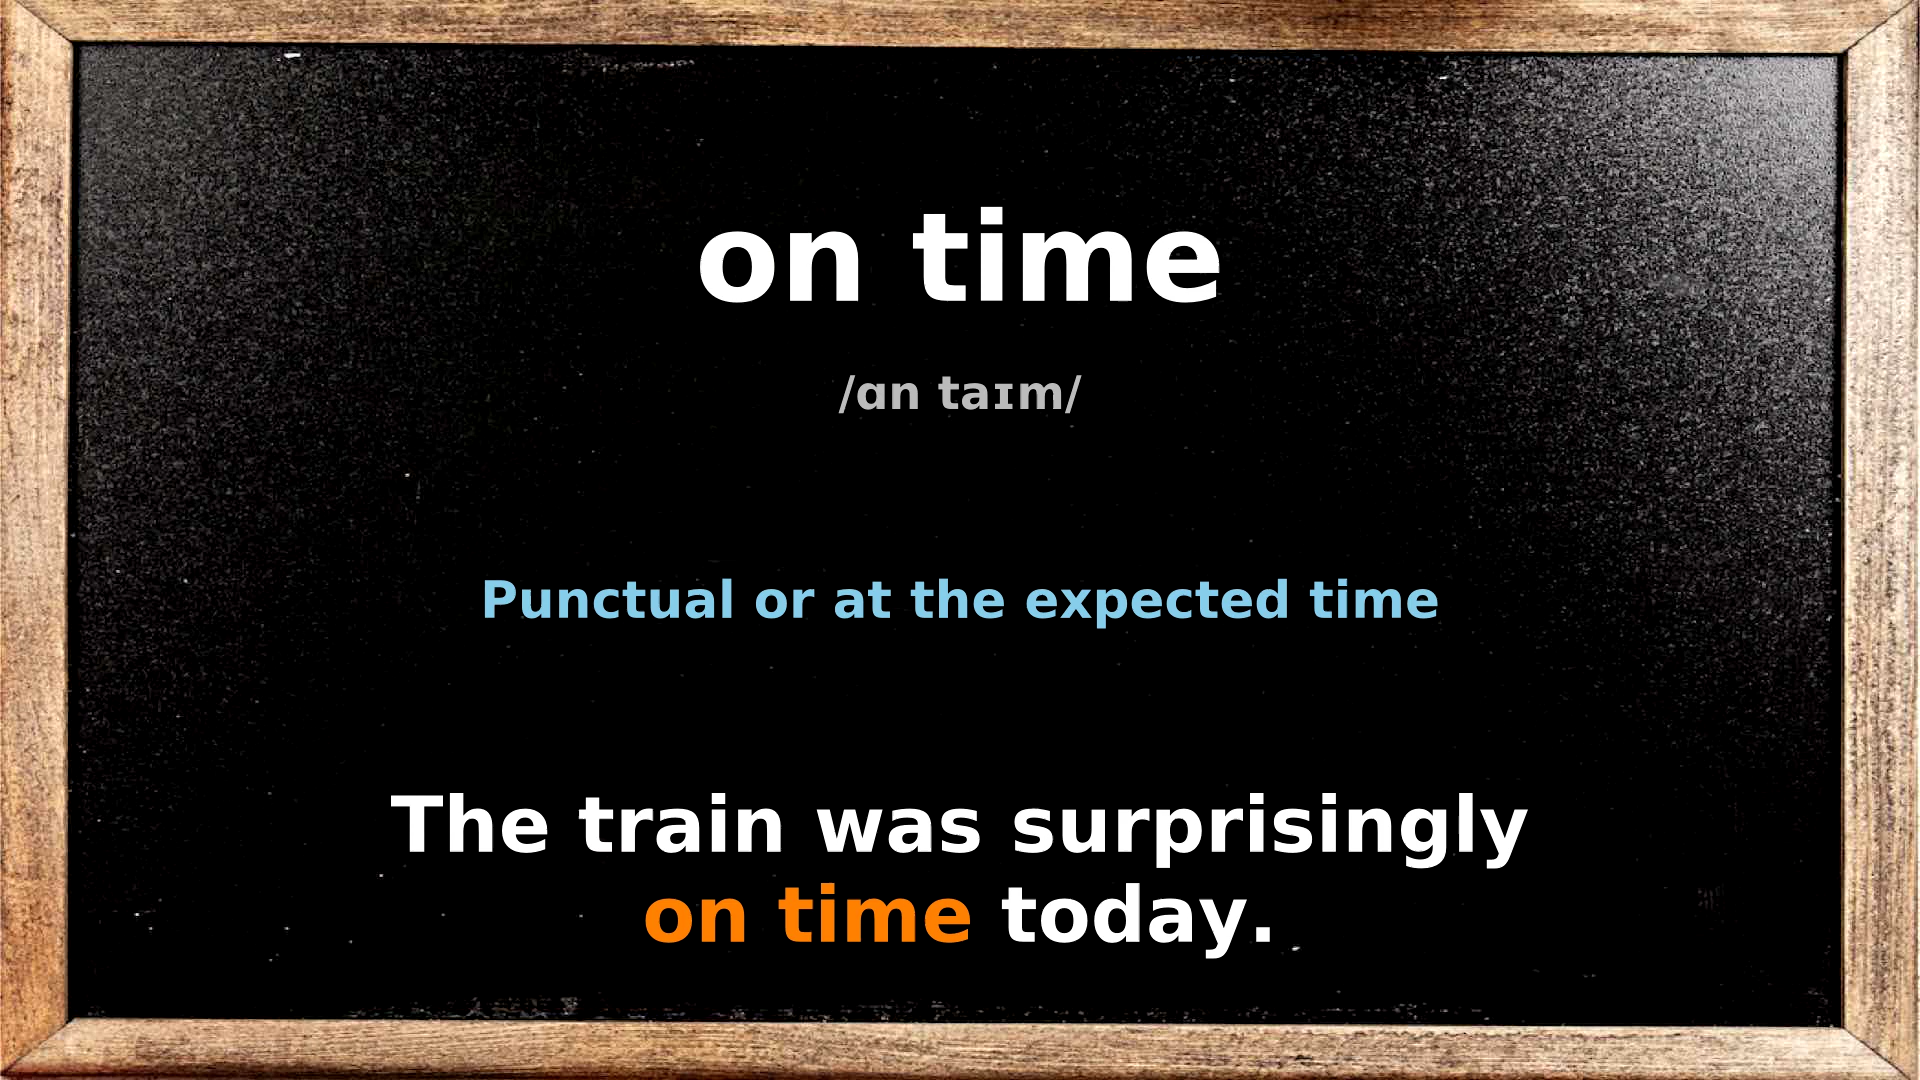 on time
/ɑn taɪm/
Punctual or at the expected time
The train was surprisingly
on time today.